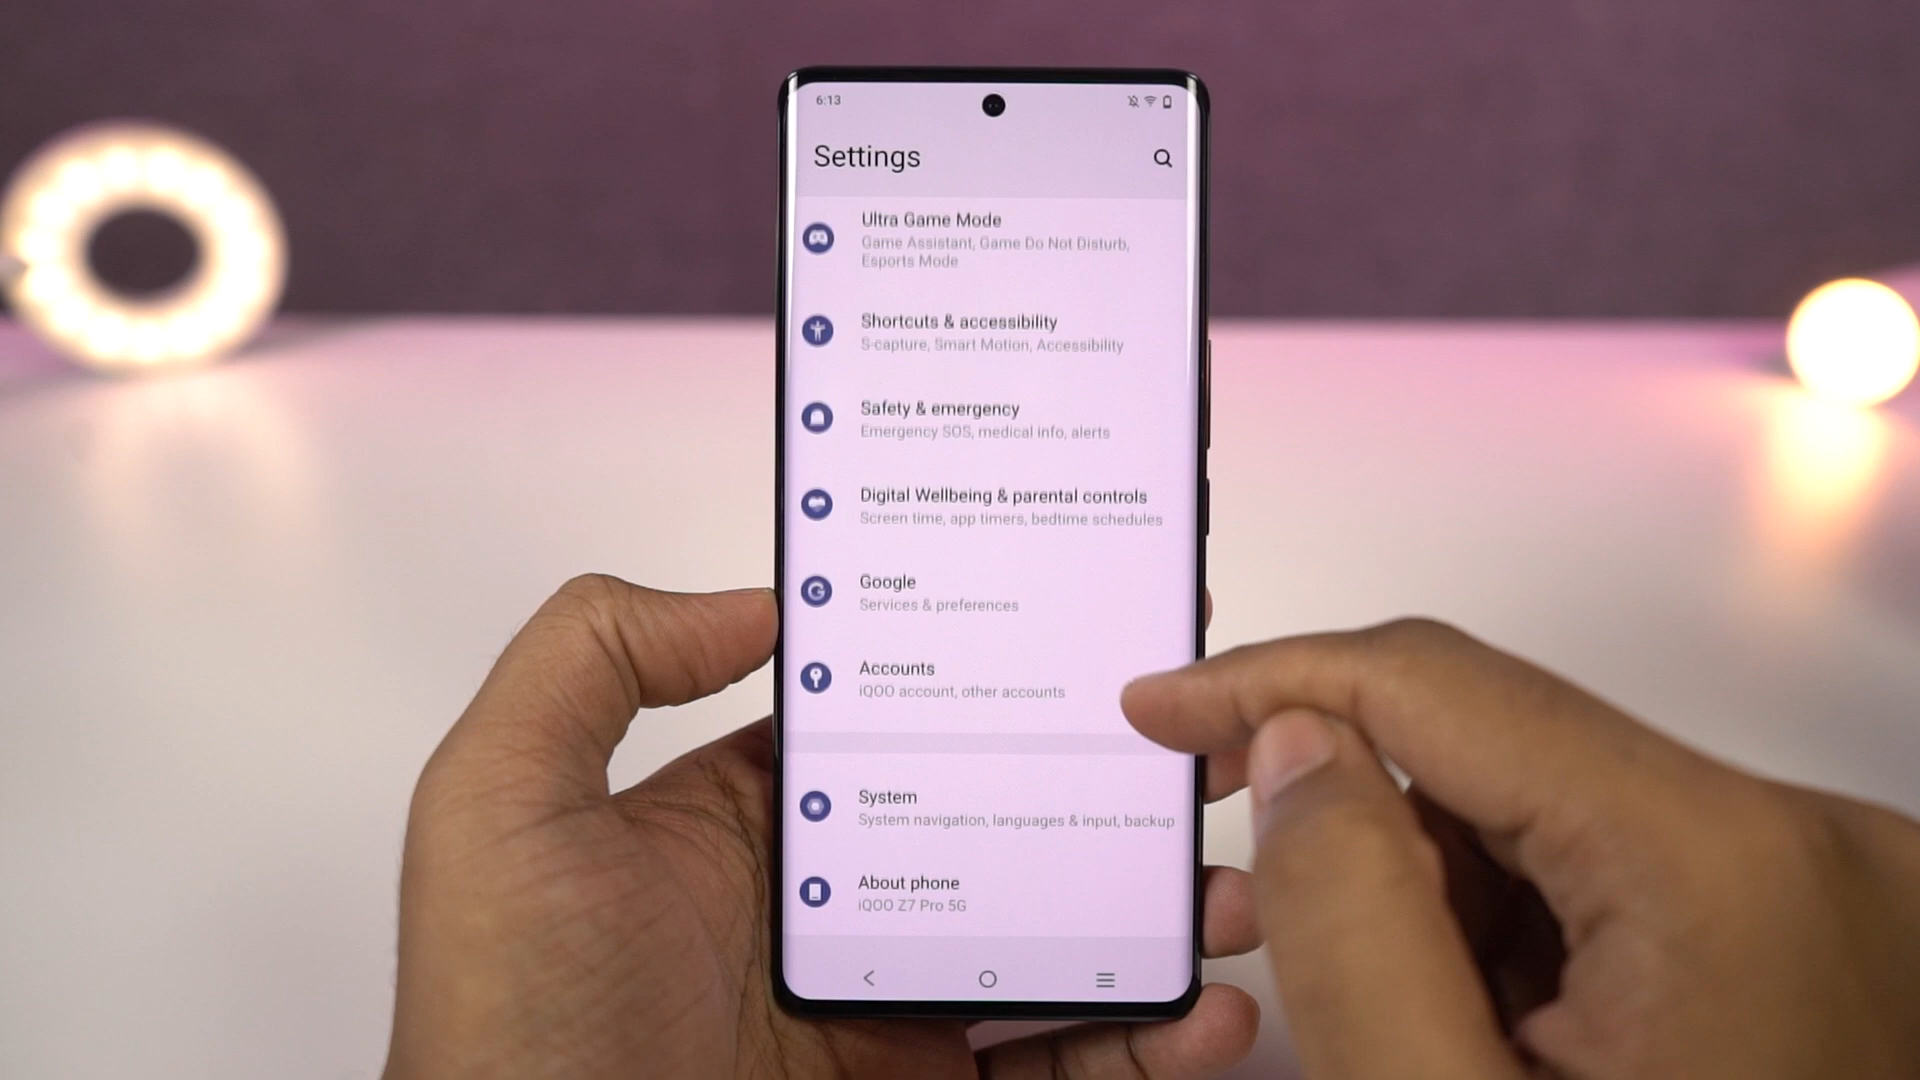 6:13
Settings
Ultra Game Mode
Game Assistant, Game Do Not Disturb,
Esports Mode
Shortcuts & accessibility
S-capture, Smart Motion, Accessibility
Safety & emergency
Emergency SOS, medical info, alerts
Digital Wellbeing & parental controls
Screen time, app timers, bedtime schedules
Google
Services & preferences
Accounts
iQOO account, other accounts
System
System navigation, languages & input, backup
About phone
iQOO Z7 Pro 5G